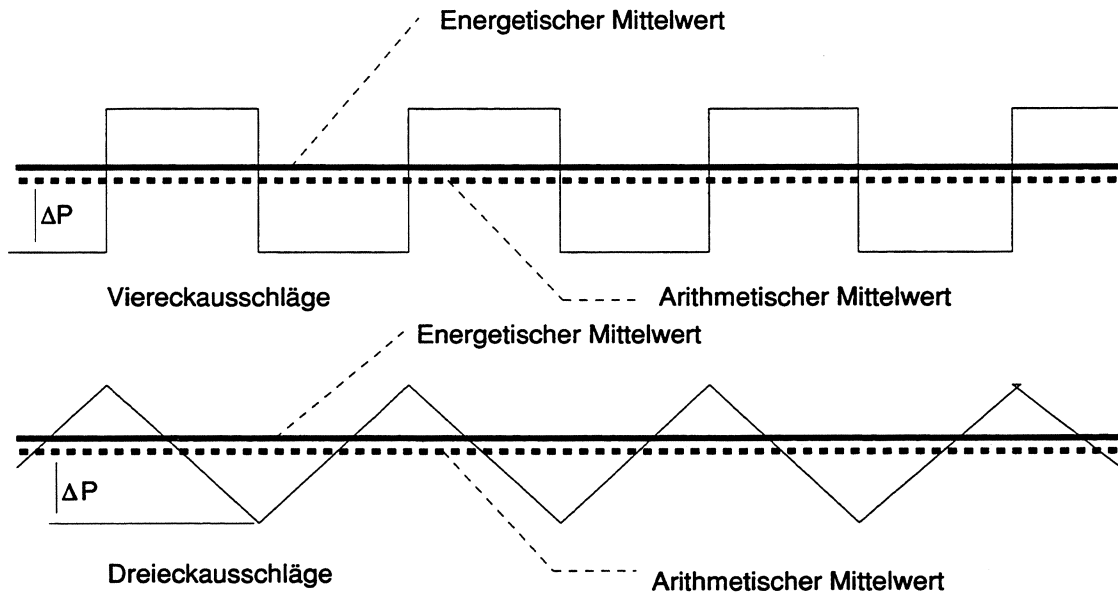 Energetischer Mittelwert
ΔP
Viereckausschläge
Arithmetischer Mittelwert
Energetischer Mittelwert
ΔP
Dreieckausschläge
Arithmetischer Mittelwert